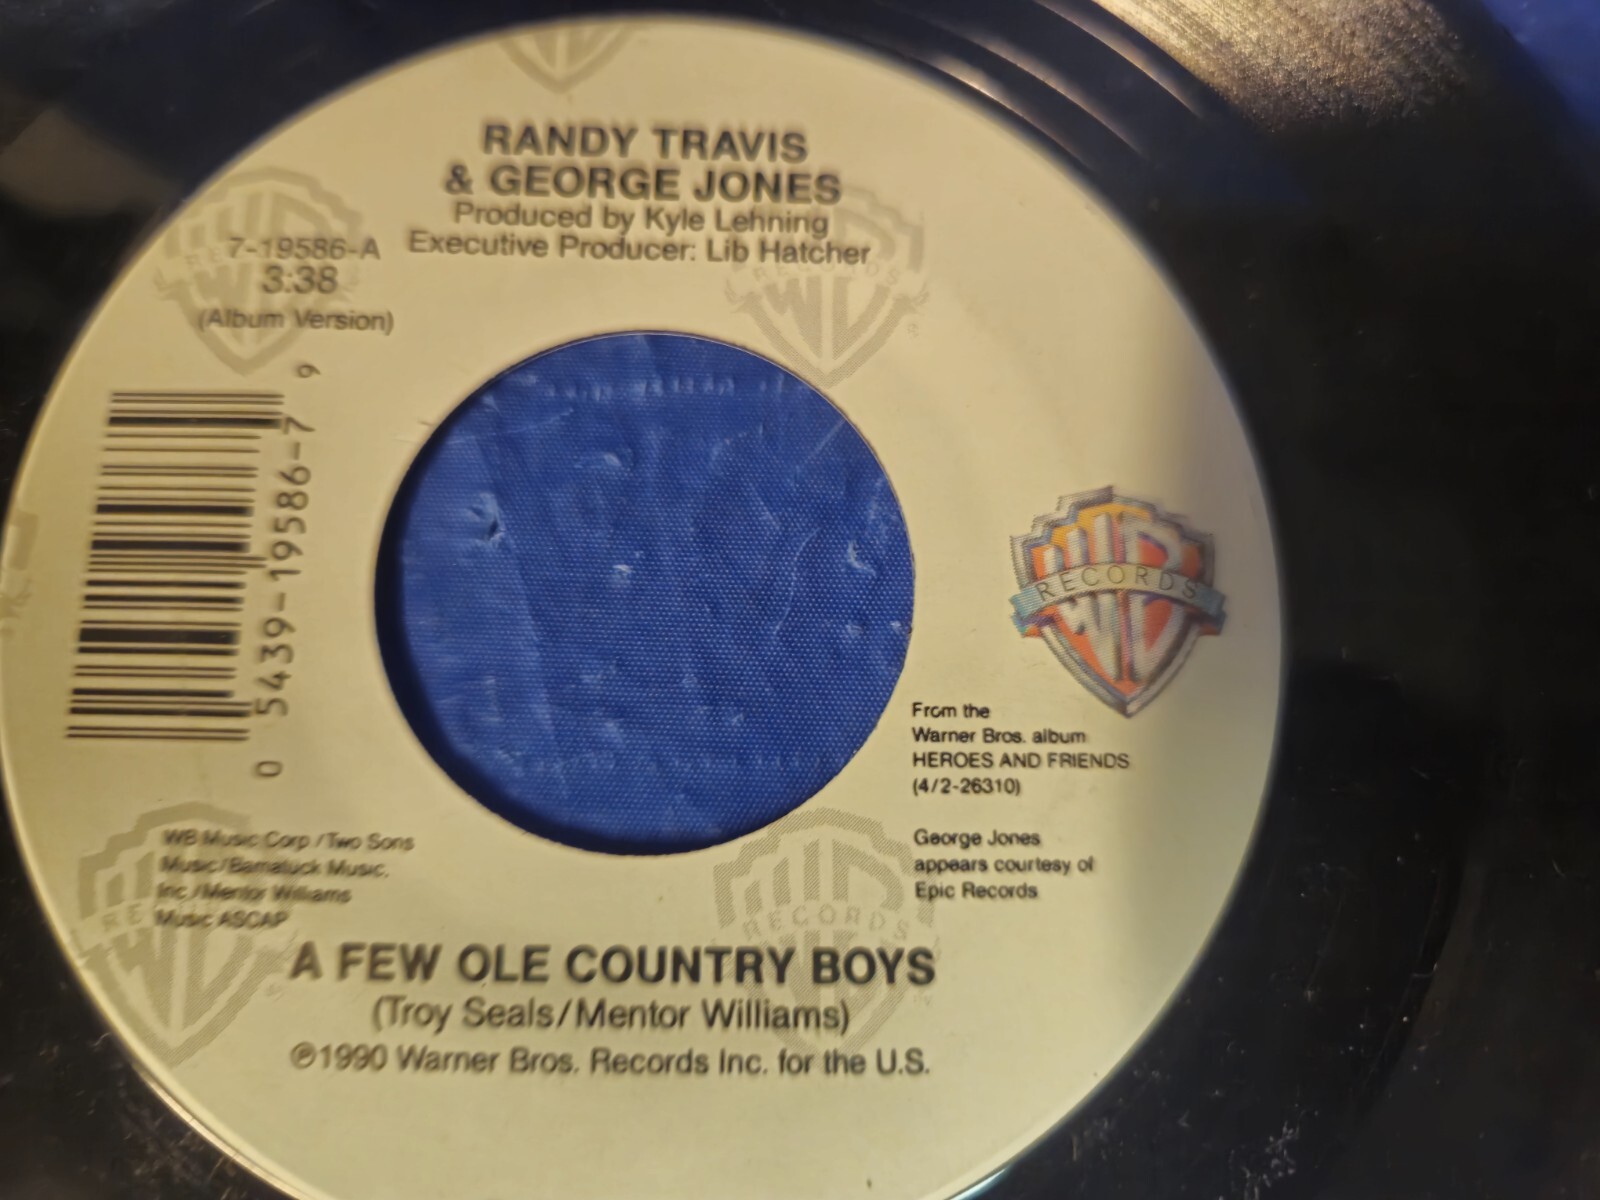 RANDY TRAVIS
& GEORGE JONES
Produced by Kyle Lehning
Executive Producer: Lib Hatcher
7-19586-A
3:38
(Album Version)
0 5439-19586-7 9
RECORDS
From the
Warner Bros. album
HEROES AND FRIENDS
(4/2-26310)
George Jones
appears courtesy of
Epic Records
WB Music Corp./Two Sons
Music/Bamatuck Music,
Inc./Mentor Williams
Music ASCAP
A FEW OLE COUNTRY BOYS
(Troy Seals/Mentor Williams)
℗1990 Warner Bros. Records Inc. for the U.S.